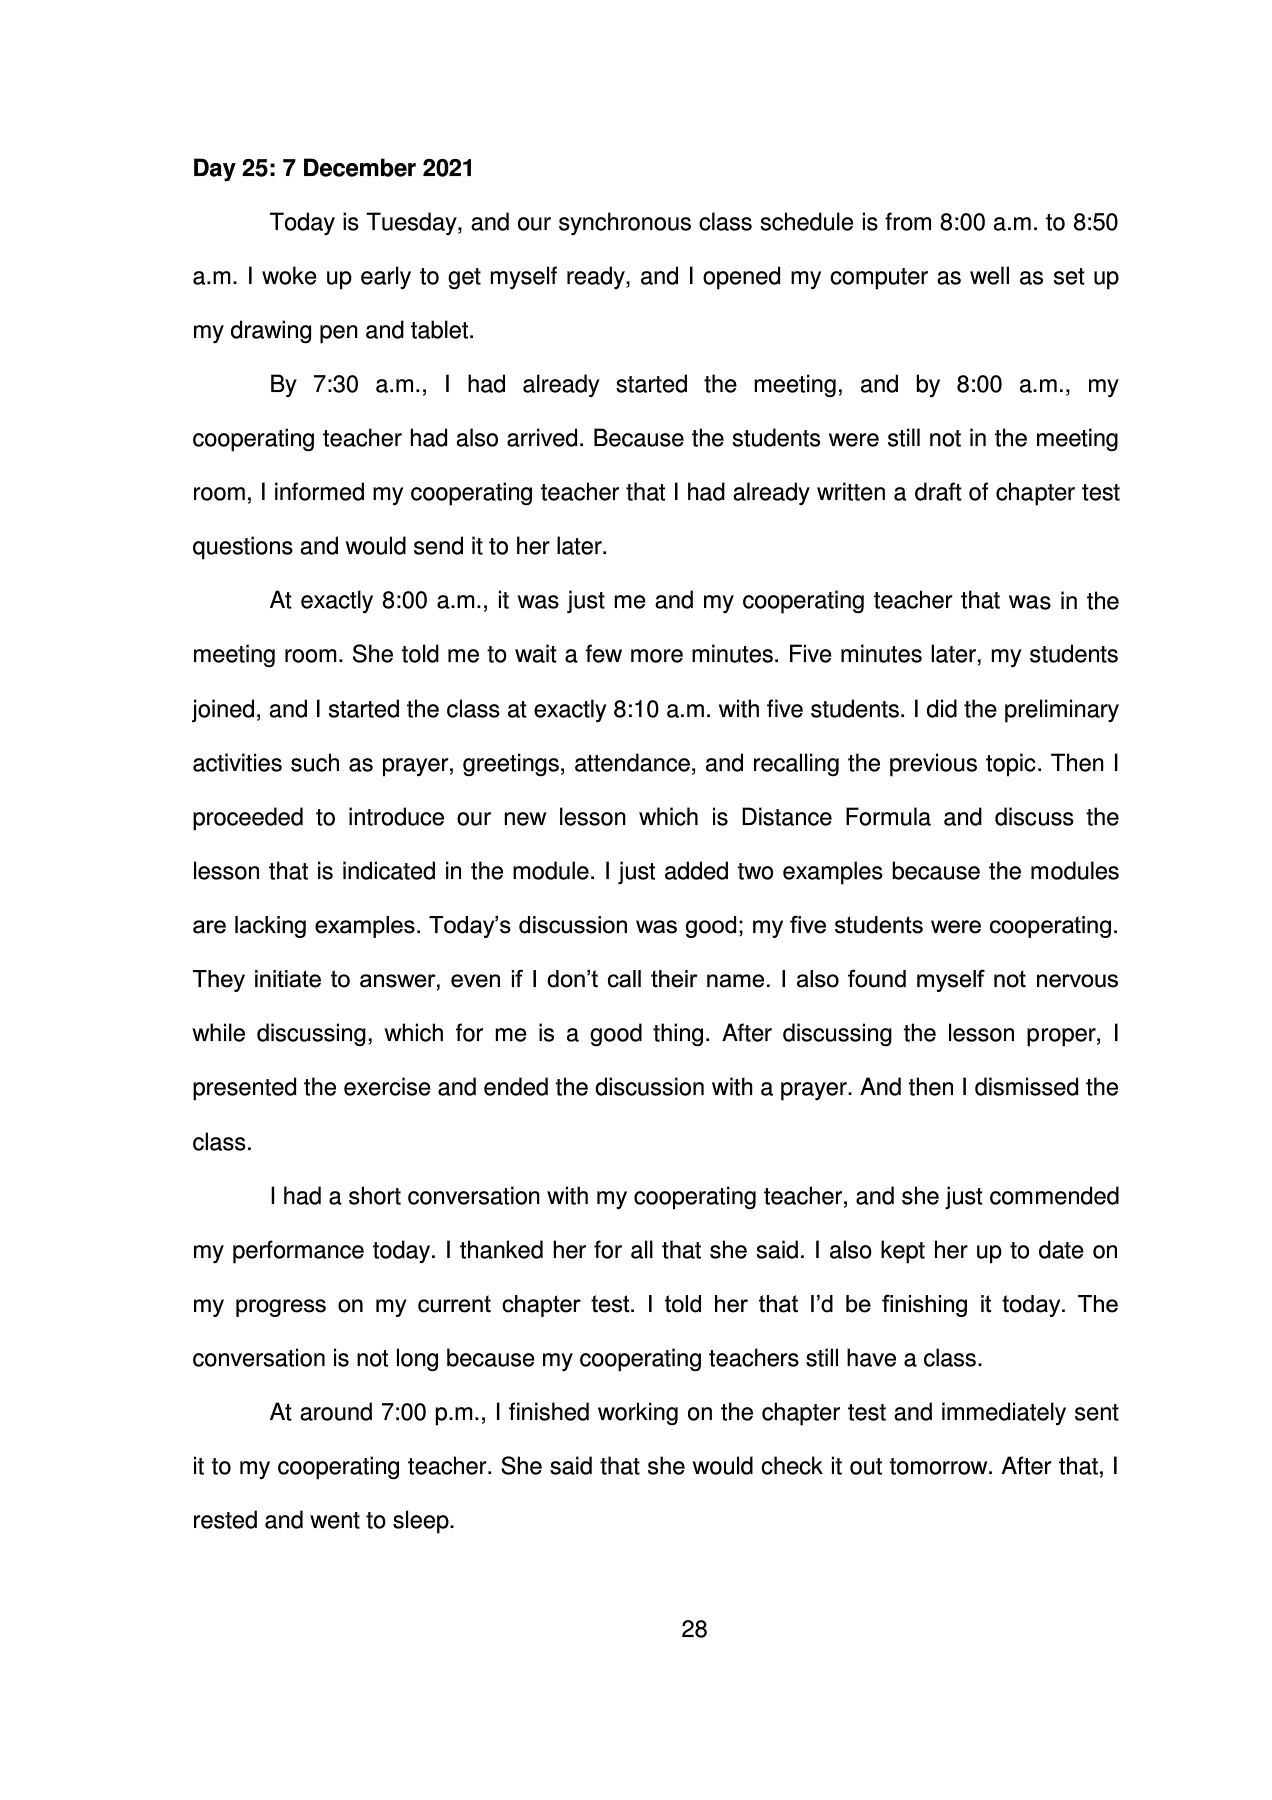 Day 25: 7 December 2021
Today is Tuesday, and our synchronous class schedule is from 8:00 a.m. to 8:50
a.m. I woke up early to get myself ready, and I opened my computer as well as set up
my drawing pen and tablet.
By 7:30 a.m., I had already started the meeting, and by 8:00 a.m., my
cooperating teacher had also arrived. Because the students were still not in the meeting
room, I informed my cooperating teacher that I had already written a draft of chapter test
questions and would send it to her later.
At exactly 8:00 a.m., it was just me and my cooperating teacher that was in the
meeting room. She told me to wait a few more minutes. Five minutes later, my students
joined, and I started the class at exactly 8:10 a.m. with five students. I did the preliminary
activities such as prayer, greetings, attendance, and recalling the previous topic. Then I
proceeded to introduce our new lesson which is Distance Formula and discuss the
lesson that is indicated in the module. I just added two examples because the modules
are lacking examples. Today’s discussion was good; my five students were cooperating.
They initiate to answer, even if I don’t call their name. I also found myself not nervous
while discussing, which for me is a good thing. After discussing the lesson proper, I
presented the exercise and ended the discussion with a prayer. And then I dismissed the
class.
I had a short conversation with my cooperating teacher, and she just commended
my performance today. I thanked her for all that she said. I also kept her up to date on
my progress on my current chapter test. I told her that I’d be finishing it today. The
conversation is not long because my cooperating teachers still have a class.
At around 7:00 p.m., I finished working on the chapter test and immediately sent
it to my cooperating teacher. She said that she would check it out tomorrow. After that, I
rested and went to sleep.
28